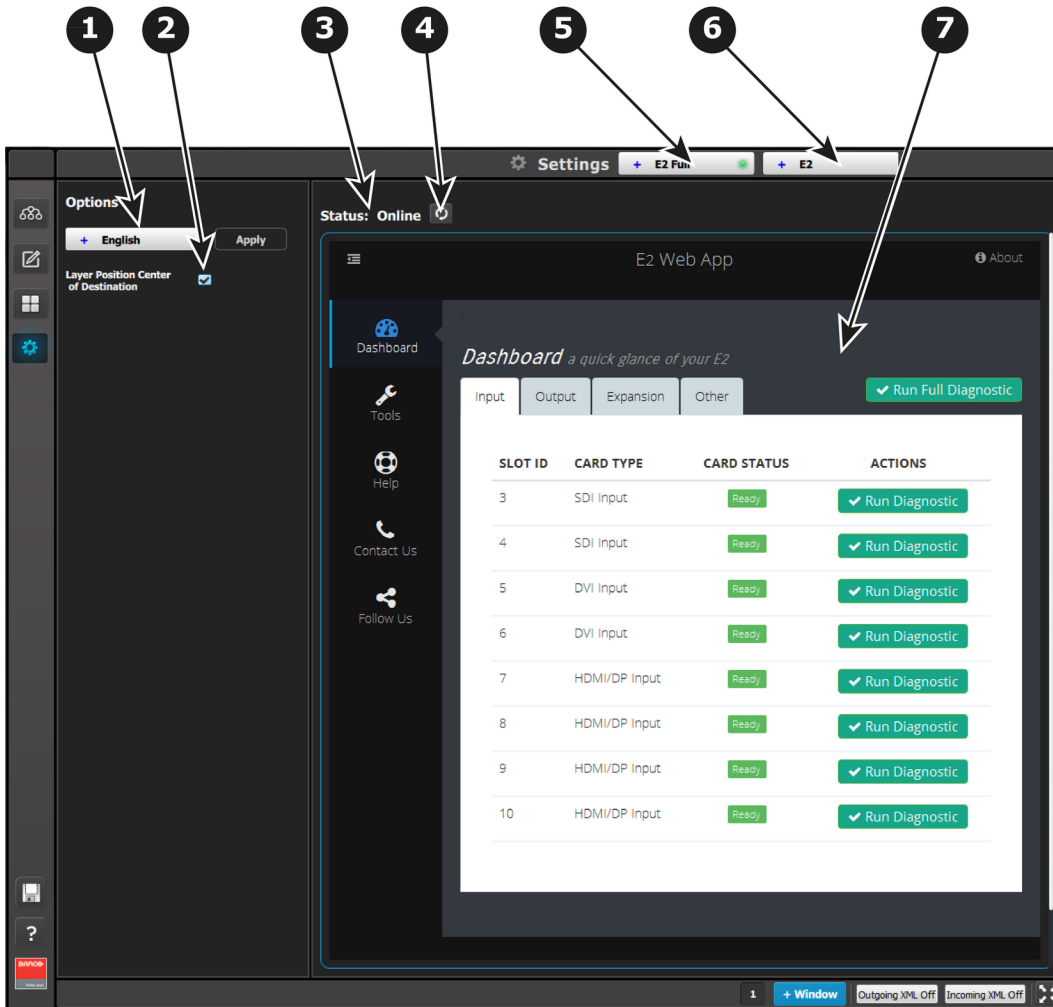 1 2 3 4 5 6 7
Settings + E2 Full + E2
Options
+ English Apply
Layer Position Center
of Destination
Status: Online
E2 Web App About
Dashboard
Tools
Help
Contact Us
Follow Us
Dashboard a quick glance of your E2
Input Output Expansion Other Run Full Diagnostic
SLOT ID CARD TYPE CARD STATUS ACTIONS
3 SDI Input Ready Run Diagnostic
4 SDI Input Ready Run Diagnostic
5 DVI Input Ready Run Diagnostic
6 DVI Input Ready Run Diagnostic
7 HDMI/DP Input Ready Run Diagnostic
8 HDMI/DP Input Ready Run Diagnostic
9 HDMI/DP Input Ready Run Diagnostic
10 HDMI/DP Input Ready Run Diagnostic
?
BARCO
1 + Window Outgoing XML Off Incoming XML Off